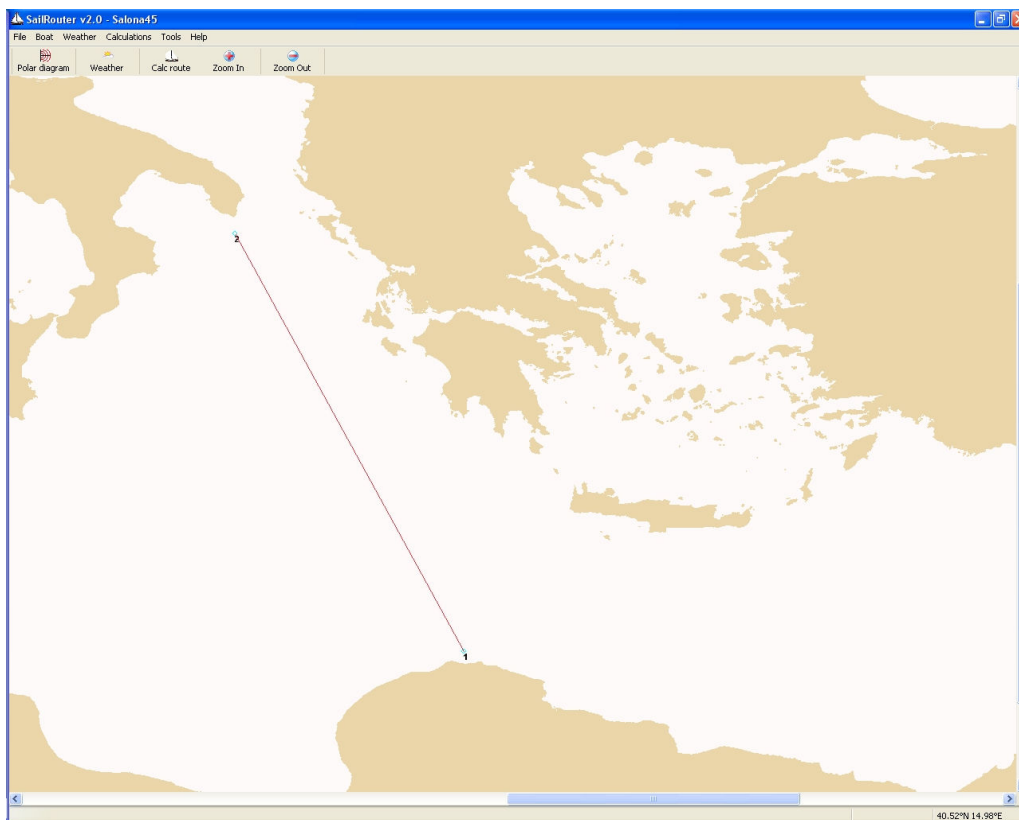 SailRouter v2.0 - Salona45
File Boat Weather Calculations Tools Help
Polar diagram Weather Calc route Zoom In Zoom Out
2
1
40.52°N 14.98°E